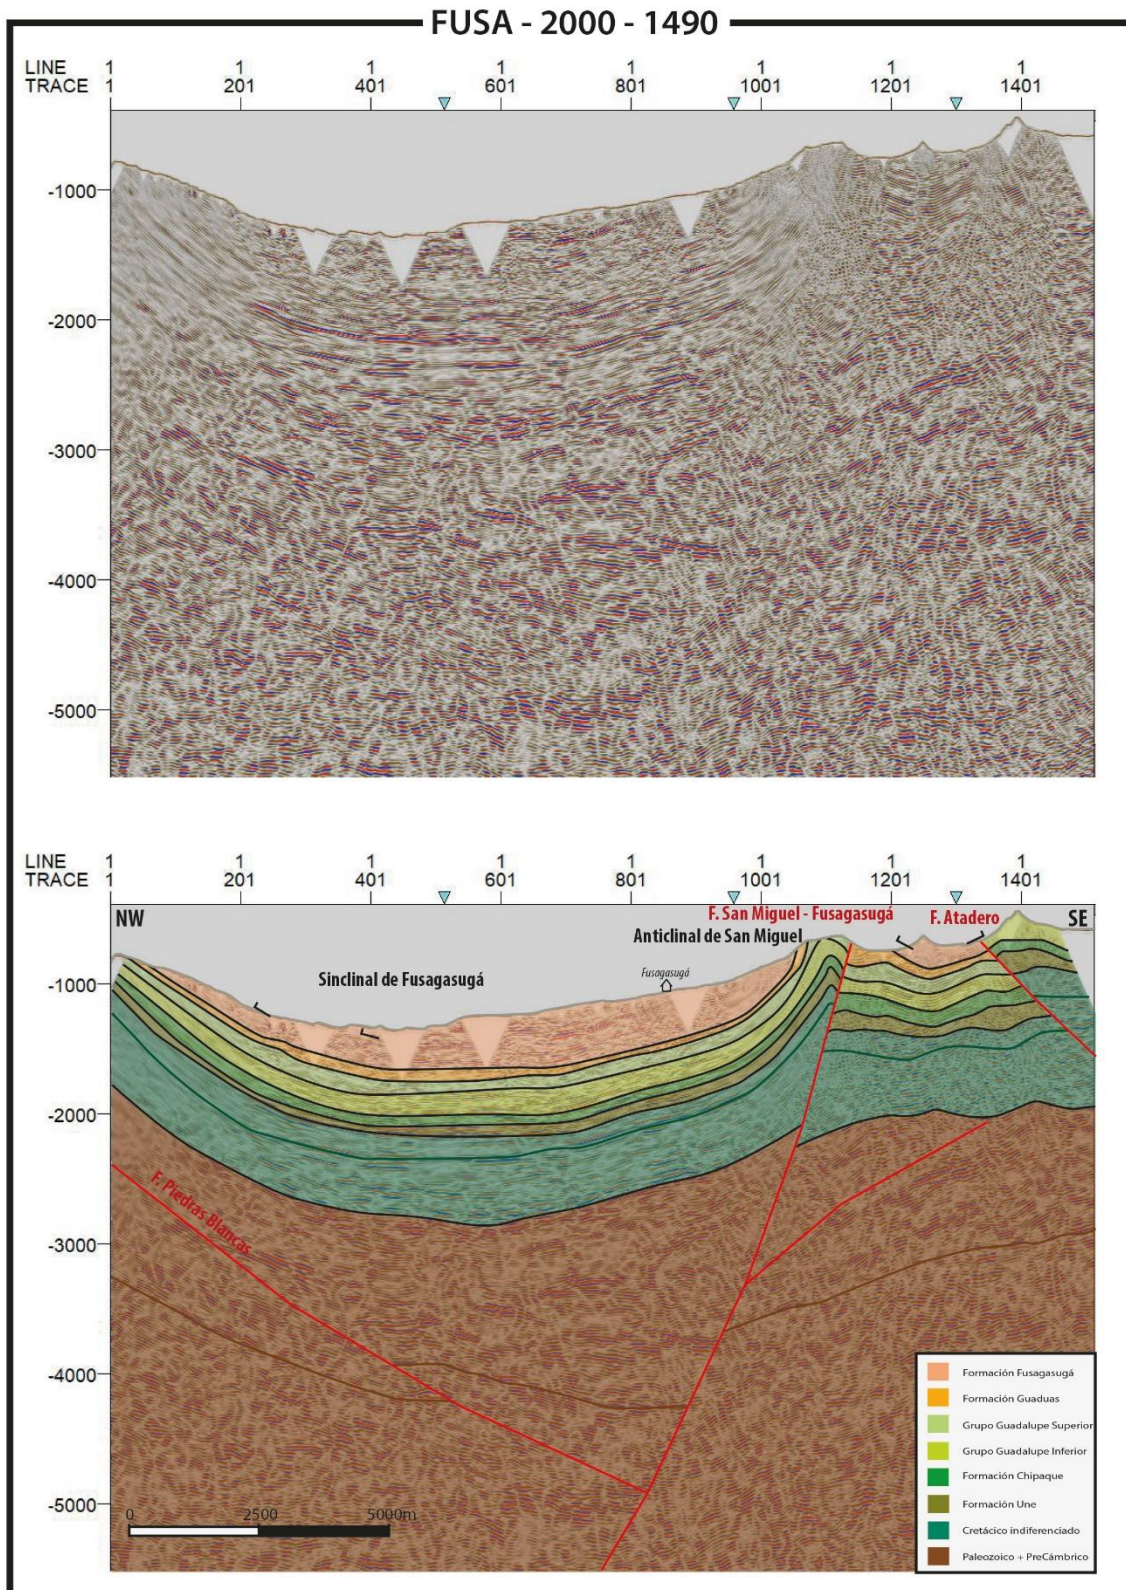 FUSA - 2000 - 1490
LINE 1 1 1 1 1 1 1 1
TRACE 1 201 401 601 801 1001 1201 1401
-1000
-2000
-3000
-4000
-5000
LINE 1 1 1 1 1 1 1 1
TRACE 1 201 401 601 801 1001 1201 1401
NW
F. San Miguel - Fusagasugá
F. Atadero
SE
Anticlinal de San Miguel
Sinclinal de Fusagasugá
Fusagasugá
-1000
-2000
F. Piedras Blancas
-3000
-4000
-5000
0 2500 5000m
Formación Fusagasugá
Formación Guaduas
Grupo Guadalupe Superior
Grupo Guadalupe Inferior
Formación Chipaque
Formación Une
Cretácico indiferenciado
Paleozoico + PreCámbrico